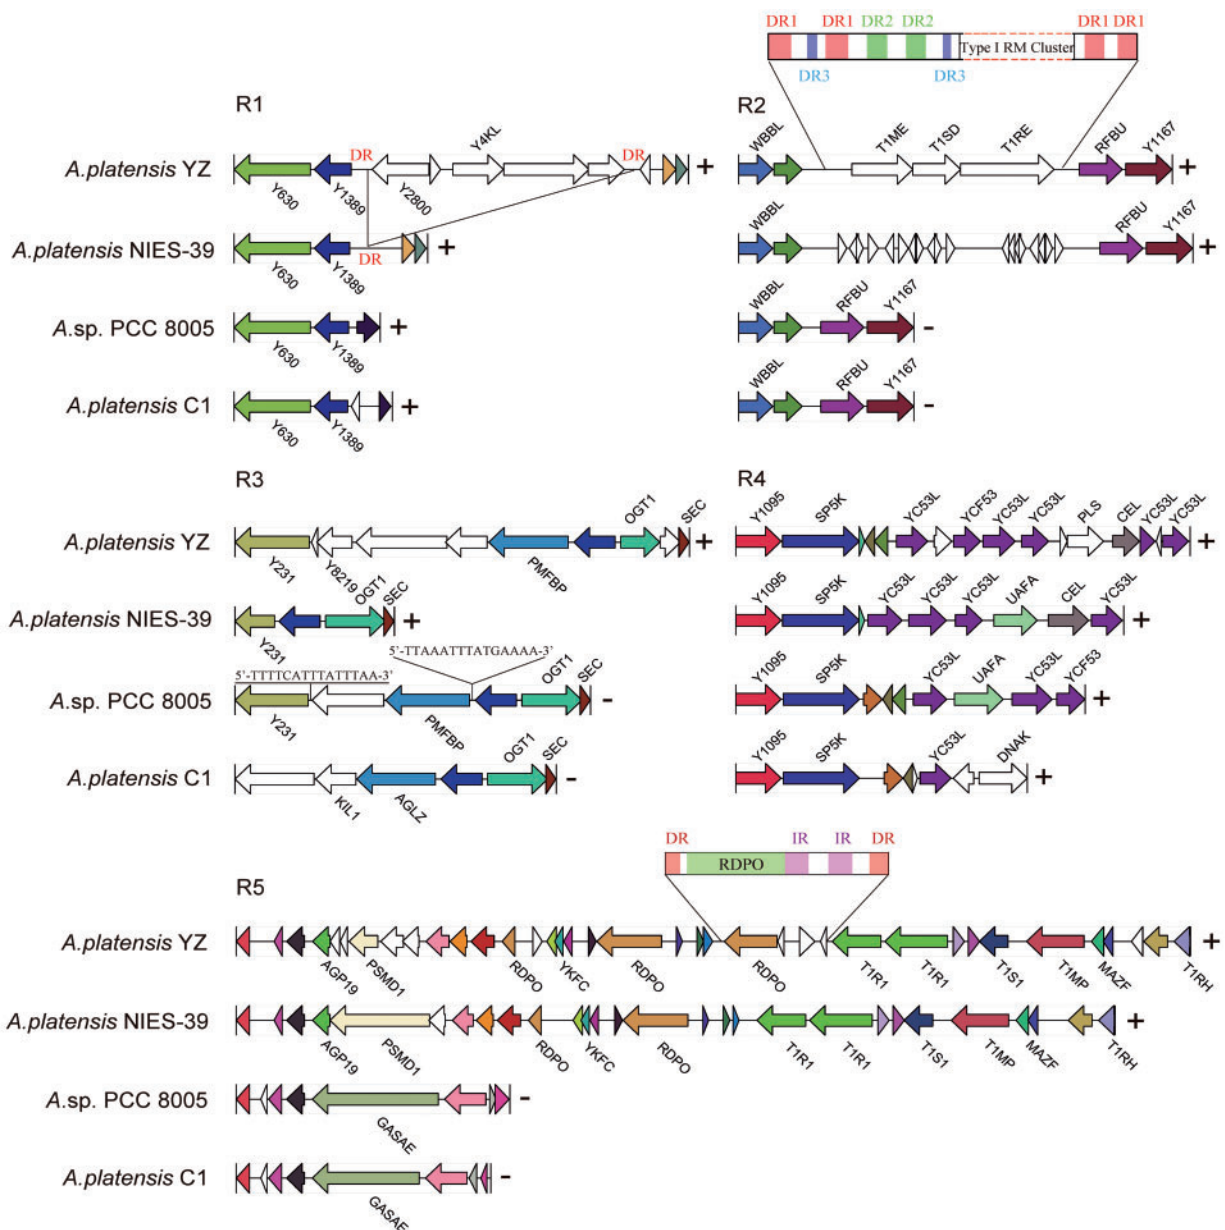 DR1 DR1 DR2 DR2 DR1 DR1
Type I RM Cluster
DR3 DR3
R1 R2
A.platensis YZ DR Y4KL DR + WBBL T1ME T1SD T1RE RFBU Y1167 +
Y630 Y1389 Y2800
A.platensis NIES-39 DR + WBBL RFBU Y1167 +
Y630 Y1389
A.sp. PCC 8005 + WBBL RFBU Y1167 -
Y630 Y1389
A.platensis C1 + WBBL RFBU Y1167 -
Y630 Y1389
R3 R4
A.platensis YZ OGT1 SEC + Y1095 SP5K YC53L YCF53 YC53L YC53L PLS CEL YC53L YC53L +
Y231 Y8219 PMFBP
A.platensis NIES-39 OGT1 SEC + Y1095 SP5K YC53L YC53L YC53L UAFA CEL YC53L +
Y231
5'-TTAAATTTATGAAAA-3'
5'-TTTTCATTTATTTAA-3'
A.sp. PCC 8005 OGT1 SEC - Y1095 SP5K YC53L UAFA YC53L YCF53 +
Y231 PMFBP
A.platensis C1 OGT1 SEC - Y1095 SP5K YC53L DNAK +
KIL1 AGLZ
DR IR IR DR
RDPO
R5
A.platensis YZ +
AGP19 PSMD1 RDPO YKFC RDPO RDPO T1R1 T1R1 T1S1 T1MP MAZF T1RH
A.platensis NIES-39 +
AGP19 PSMD1 RDPO YKFC RDPO T1R1 T1R1 T1S1 T1MP MAZF T1RH
A.sp. PCC 8005 -
GASAE
A.platensis C1 -
GASAE